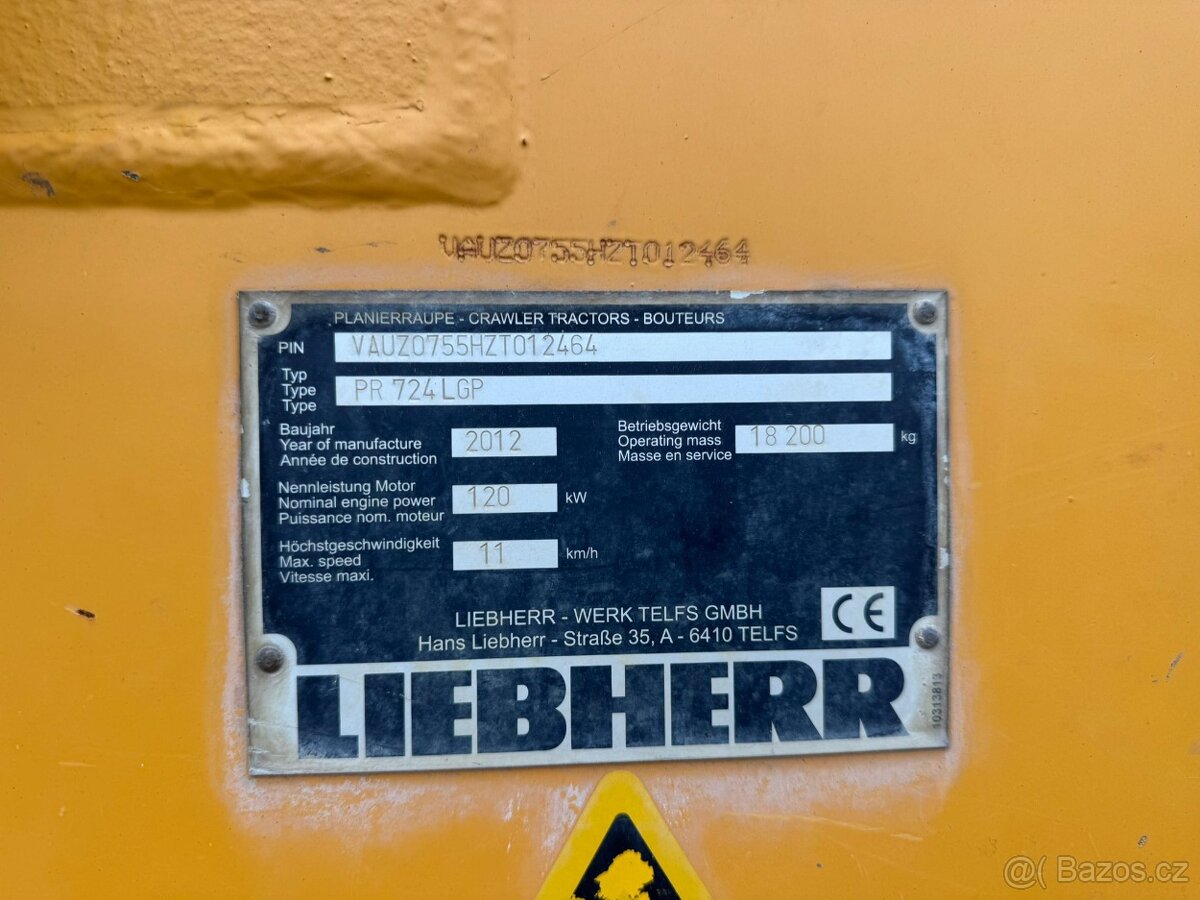 VAUZ0755HZT012464
PLANIERRAUPE - CRAWLER TRACTORS - BOUTEURS
PIN VAUZ0755HZT012464
Typ
Type PR 724 LGP
Type
Baujahr
Year of manufacture 2012
Année de construction
Betriebsgewicht
Operating mass 18 200 kg
Masse en service
Nennleistung Motor
Nominal engine power 120 kW
Puissance nom. moteur
Höchstgeschwindigkeit
Max. speed 11 km/h
Vitesse maxi.
LIEBHERR - WERK TELFS GMBH
Hans Liebherr - Straße 35, A - 6410 TELFS
CE
LIEBHERR
10313813
@( Bazos.cz